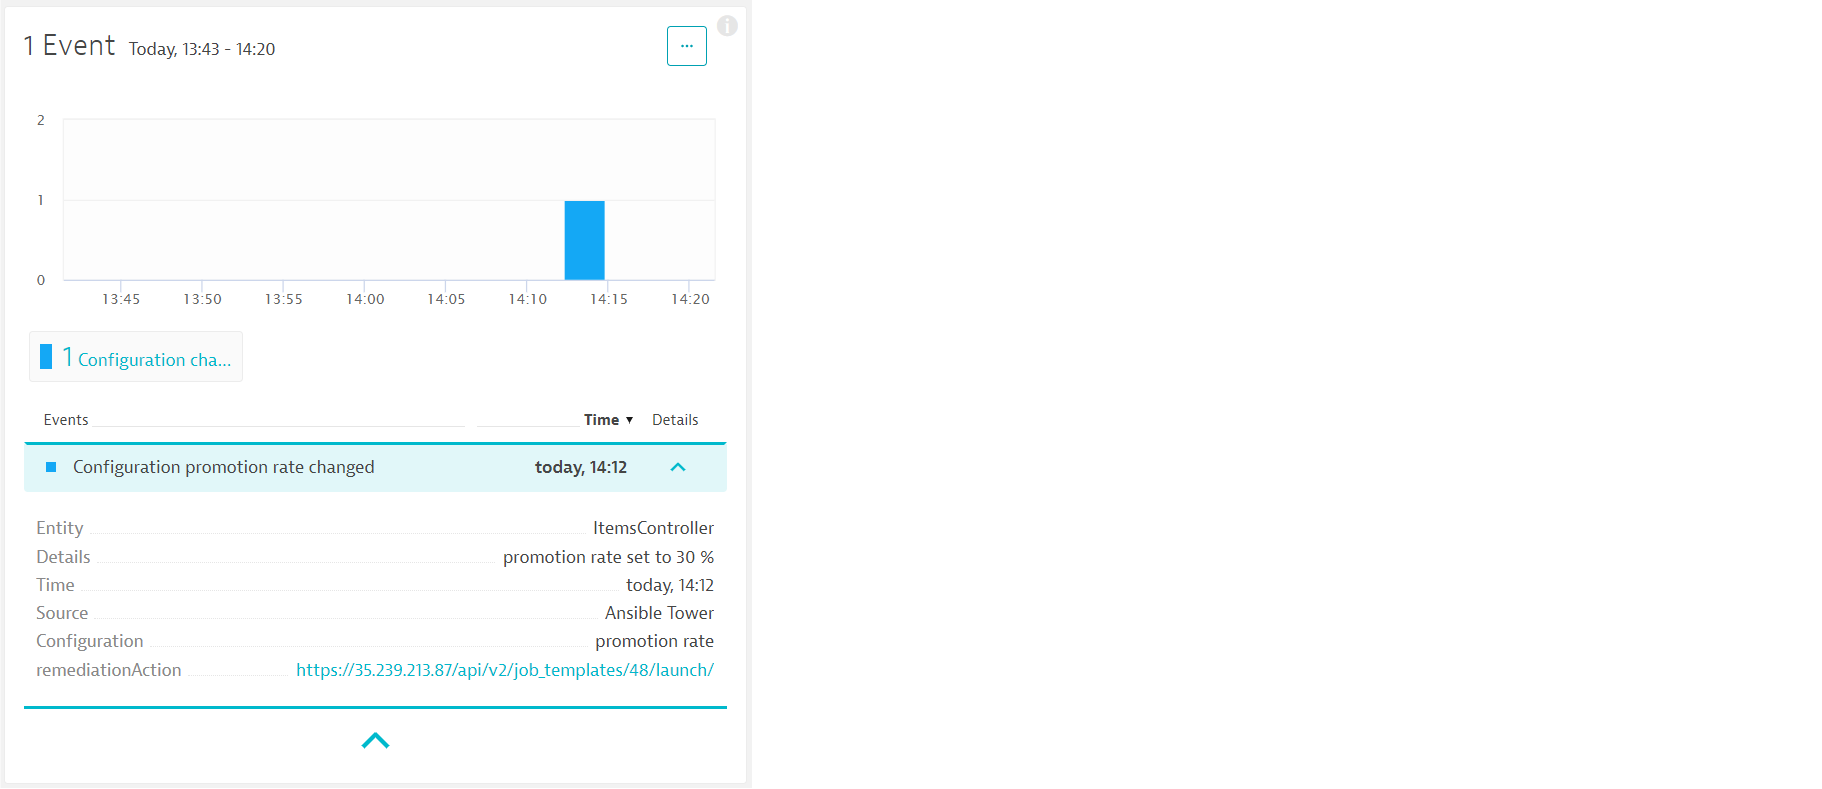 1 Event Today, 13:43 - 14:20
...
i
2
1
0
13:45 13:50 13:55 14:00 14:05 14:10 14:15 14:20
1 Configuration cha...
Events Time ▼ Details
Configuration promotion rate changed today, 14:12
Entity ItemsController
Details promotion rate set to 30 %
Time today, 14:12
Source Ansible Tower
Configuration promotion rate
remediationAction https://35.239.213.87/api/v2/job_templates/48/launch/